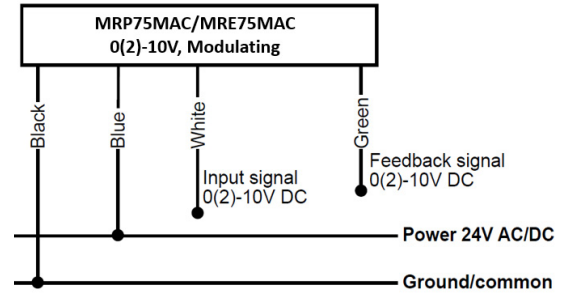 MRP75MAC/MRE75MAC
0(2)-10V, Modulating
Black
Blue
White
Green
Input signal
0(2)-10V DC
Feedback signal
0(2)-10V DC
Power 24V AC/DC
Ground/common